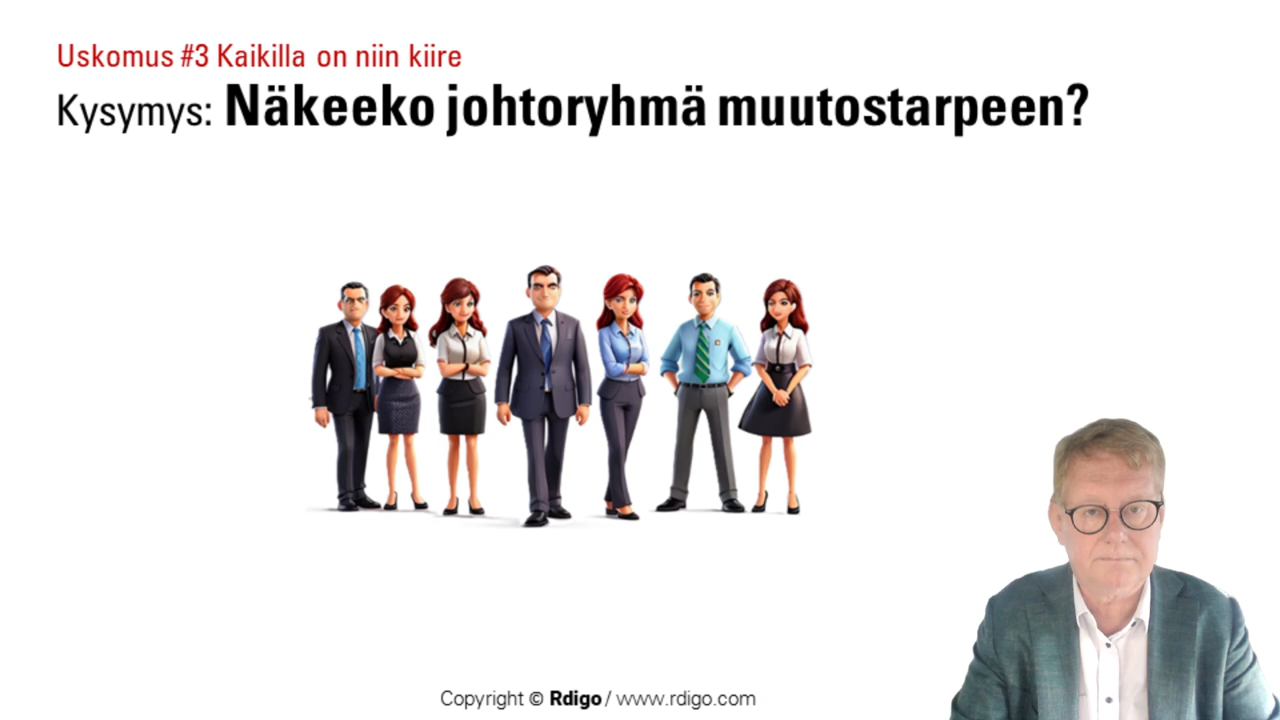 Uskomus #3 Kaikilla on niin kiire
Kysymys: Näkeeko johtoryhmä muutostarpeen?
Copyright © Rdigo / www.rdigo.com